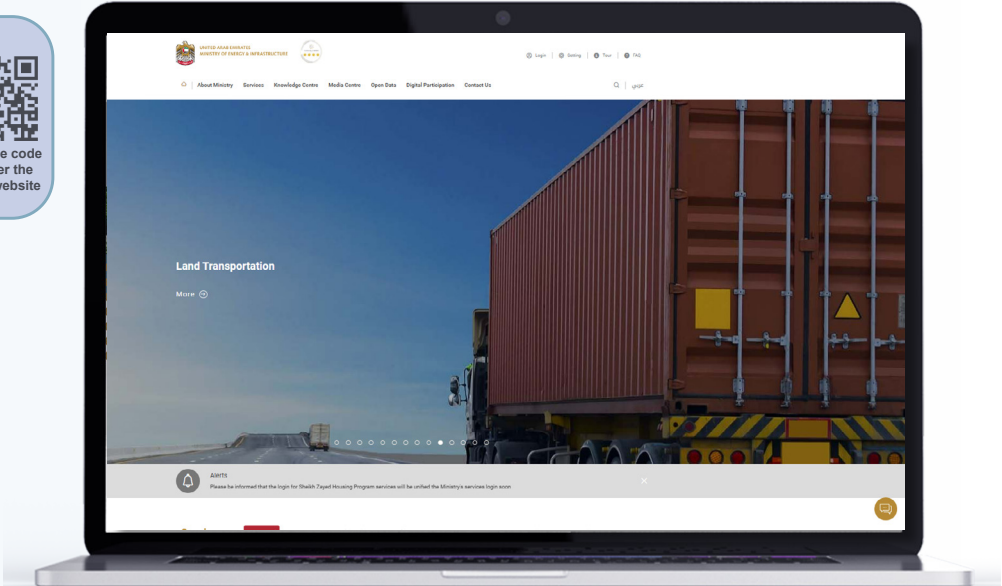 e code
er the
website
UNITED ARAB EMIRATES
MINISTRY OF ENERGY & INFRASTRUCTURE
Login
Setting
Tour
FAQ
About Ministry Services Knowledge Centre Media Centre Open Data Digital Participation Contact Us
عربي
Land Transportation
More
Alerts
Please be informed that the login for Sheikh Zayed Housing Program services will be unified the Ministry's services login soon